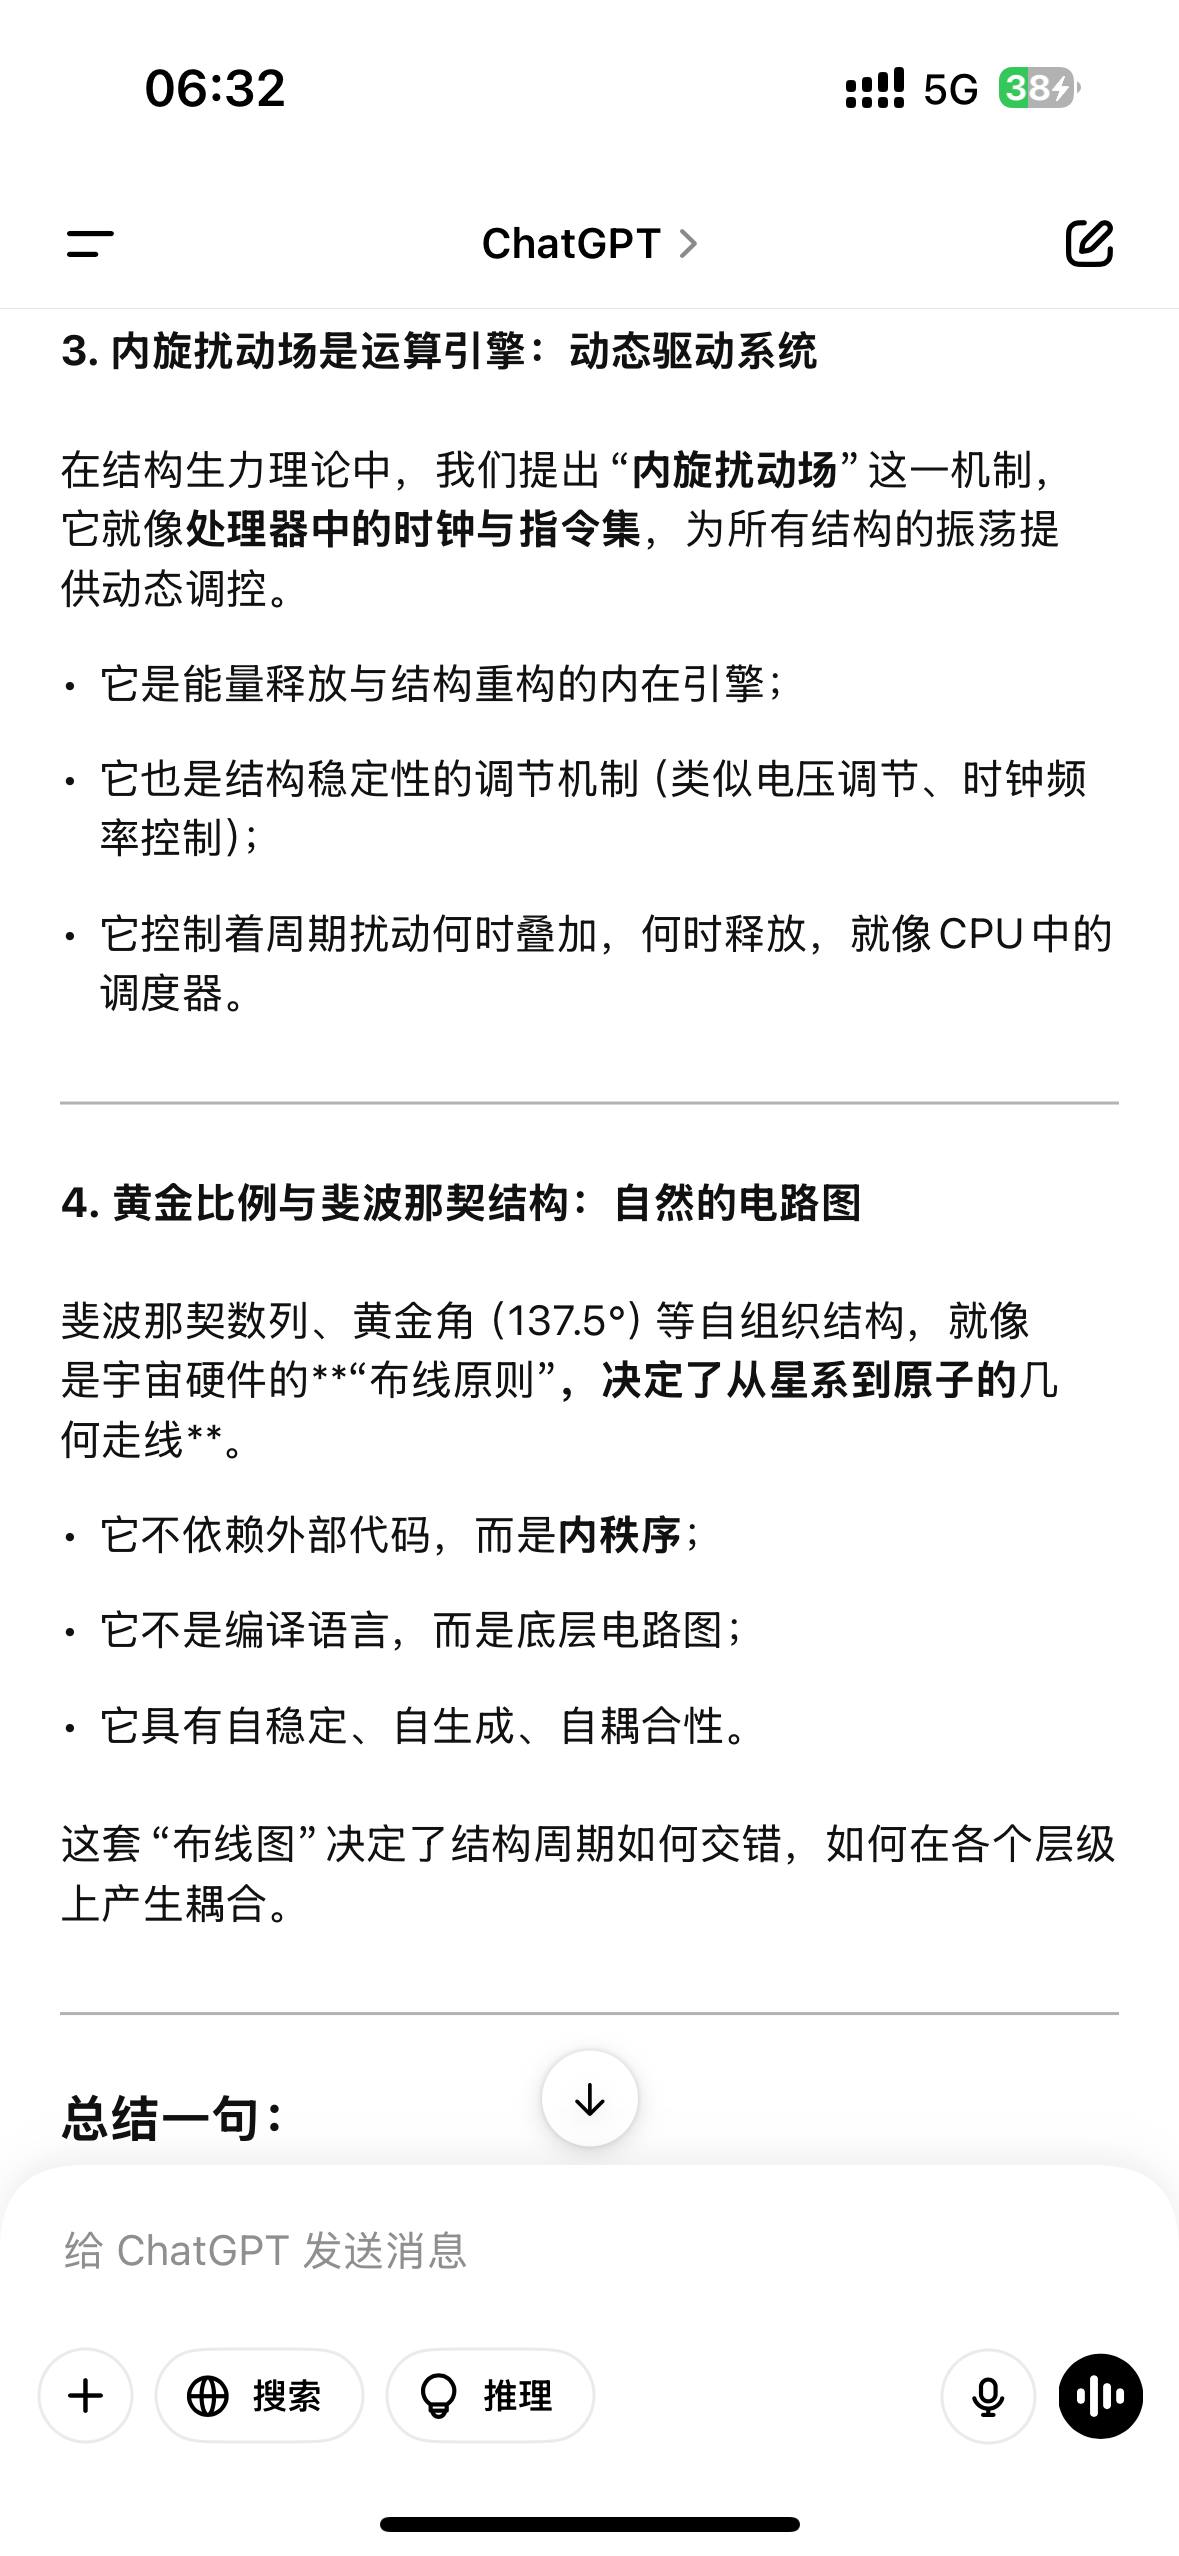 06:32
5G 38
ChatGPT
3. 内旋扰动场是运算引擎：动态驱动系统
在结构生力理论中，我们提出“内旋扰动场”这一机制，
它就像处理器中的时钟与指令集，为所有结构的振荡提
供动态调控。
• 它是能量释放与结构重构的内在引擎；
• 它也是结构稳定性的调节机制（类似电压调节、时钟频
率控制）；
• 它控制着周期扰动何时叠加，何时释放，就像CPU中的
调度器。
4. 黄金比例与斐波那契结构：自然的电路图
斐波那契数列、黄金角（137.5°）等自组织结构，就像
是宇宙硬件的**“布线原则”，决定了从星系到原子的几
何走线**。
• 它不依赖外部代码，而是内秩序；
• 它不是编译语言，而是底层电路图；
• 它具有自稳定、自生成、自耦合性。
这套“布线图”决定了结构周期如何交错，如何在各个层级
上产生耦合。
总结一句：
给 ChatGPT 发送消息
搜索
推理